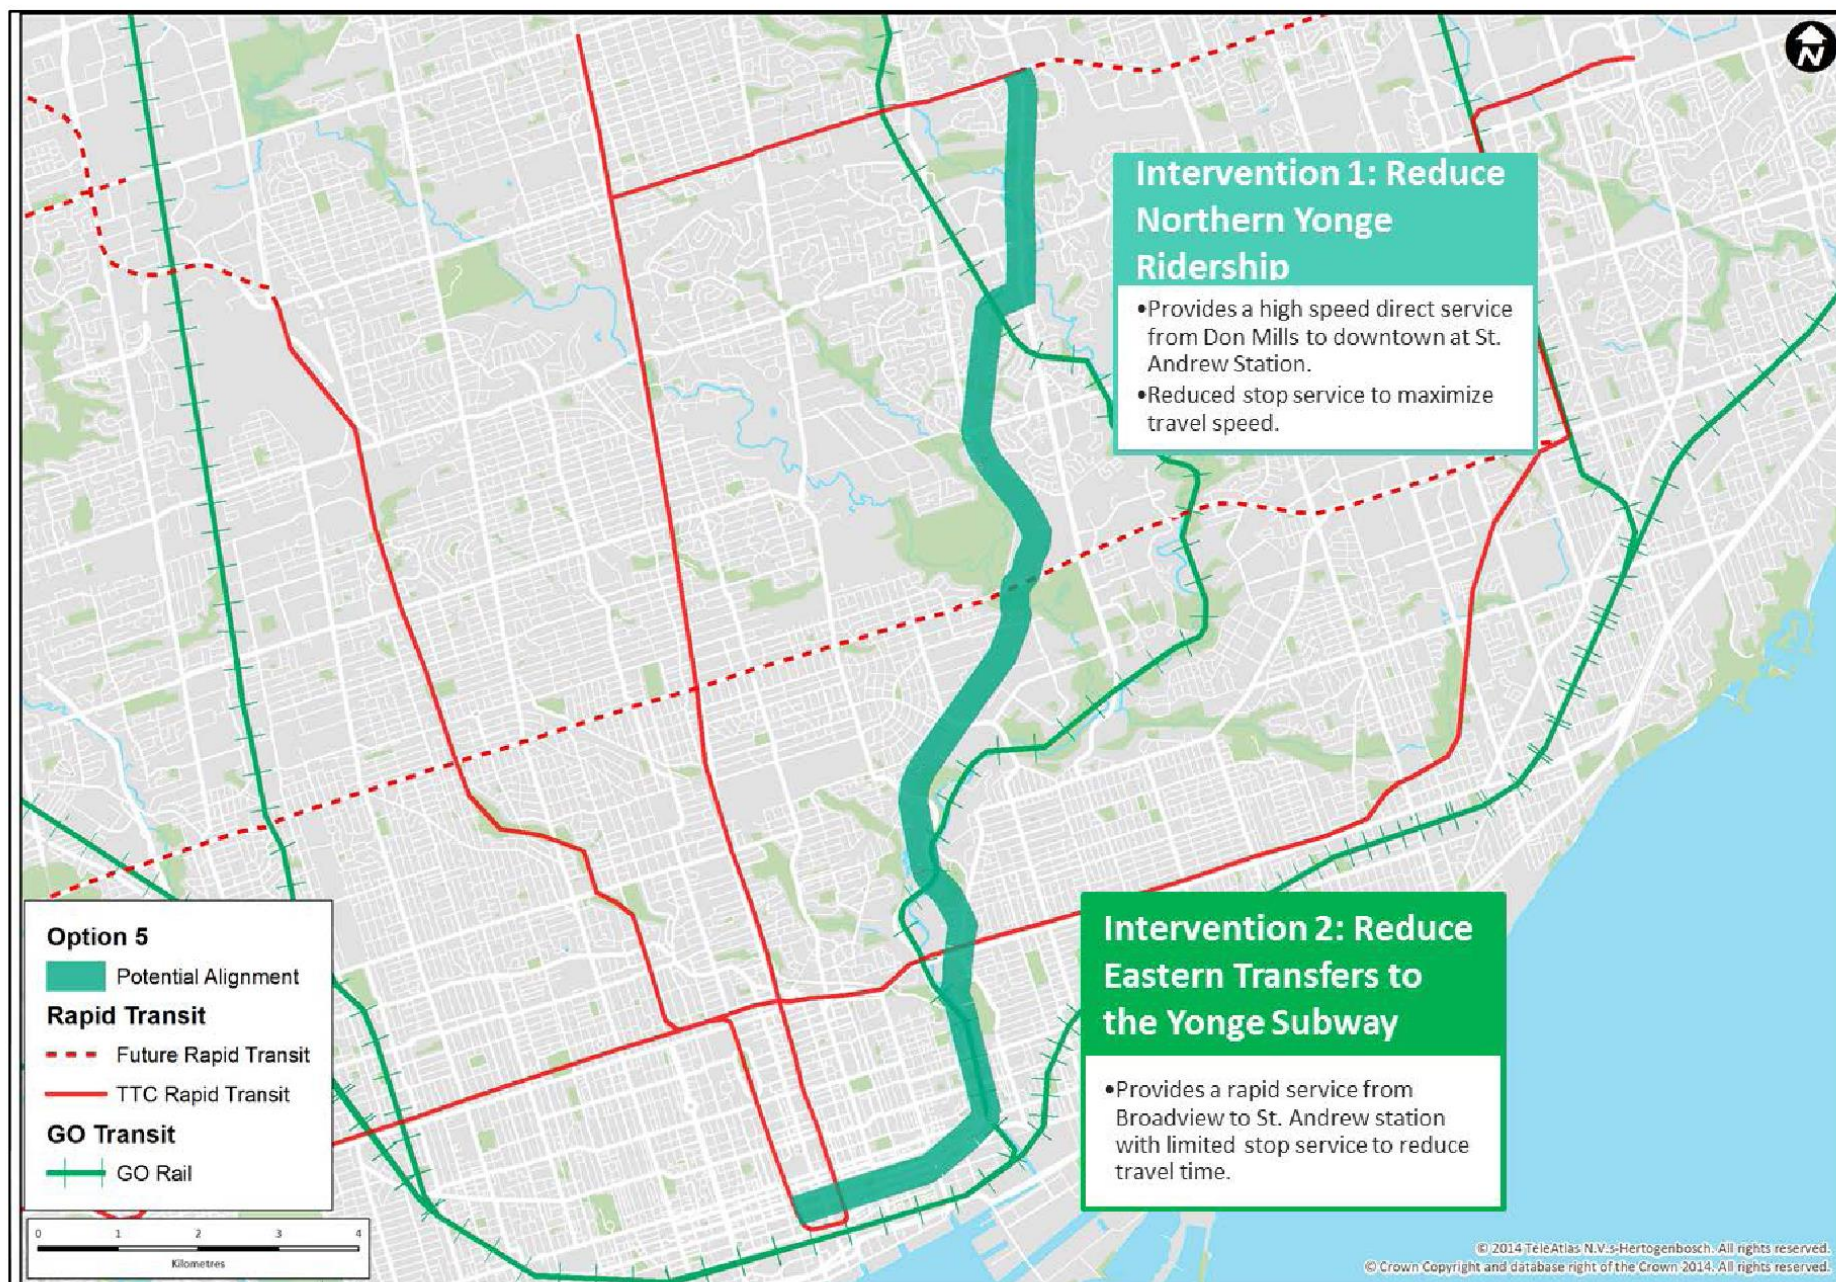 N
Intervention 1: Reduce
Northern Yonge
Ridership
•Provides a high speed direct service
from Don Mills to downtown at St.
Andrew Station.
•Reduced stop service to maximize
travel speed.
Intervention 2: Reduce
Eastern Transfers to
the Yonge Subway
•Provides a rapid service from
Broadview to St. Andrew station
with limited stop service to reduce
travel time.
Option 5
Potential Alignment
Rapid Transit
Future Rapid Transit
TTC Rapid Transit
GO Transit
GO Rail
0 1 2 3 4
Kilometres
© 2014 TeleAtlas N.V.s-Hertogenbosch. All rights reserved.
© Crown Copyright and database right of the Crown 2014. All rights reserved.